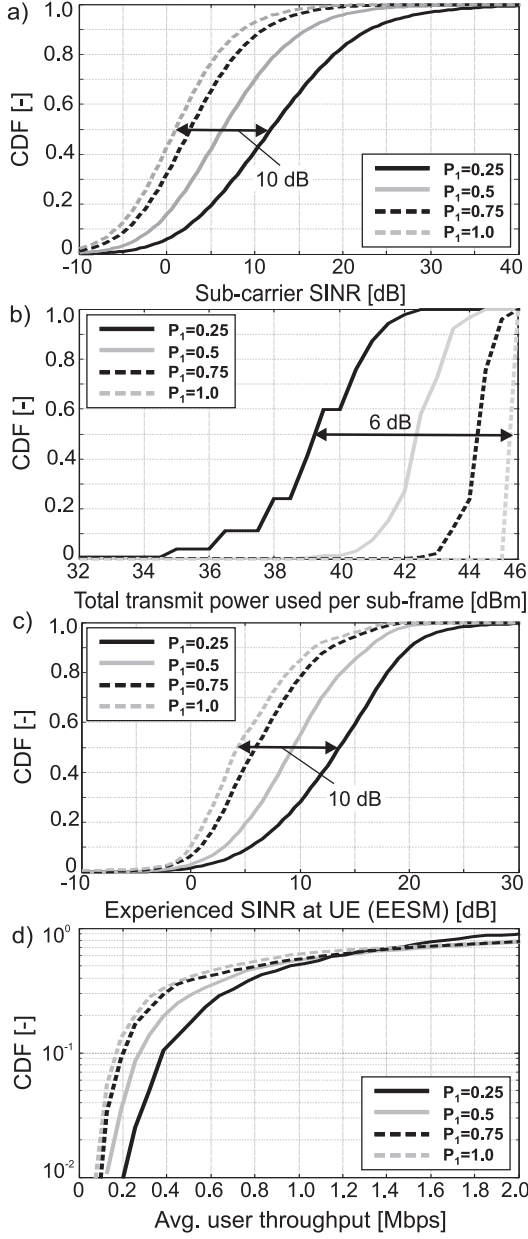 a)
1.0
0.8
0.6
0.4
0.2
0
CDF [-]
10 dB
P1=0.25
P1=0.5
P1=0.75
P1=1.0
-10 0 10 20 30 40
Sub-carrier SINR [dB]
b)
1.0
0.8
0.6
0.4
0.2
0
CDF [-]
P1=0.25
P1=0.5
P1=0.75
P1=1.0
6 dB
32 34 36 38 40 42 44 46
Total transmit power used per sub-frame [dBm]
c)
1.0
0.8
0.6
0.4
0.2
0
CDF [-]
P1=0.25
P1=0.5
P1=0.75
P1=1.0
10 dB
-10 0 10 20 30
Experienced SINR at UE (EESM) [dB]
d)
10^0
10^-1
10^-2
CDF [-]
P1=0.25
P1=0.5
P1=0.75
P1=1.0
0 0.2 0.4 0.6 0.8 1.0 1.2 1.4 1.6 1.8 2.0
Avg. user throughput [Mbps]